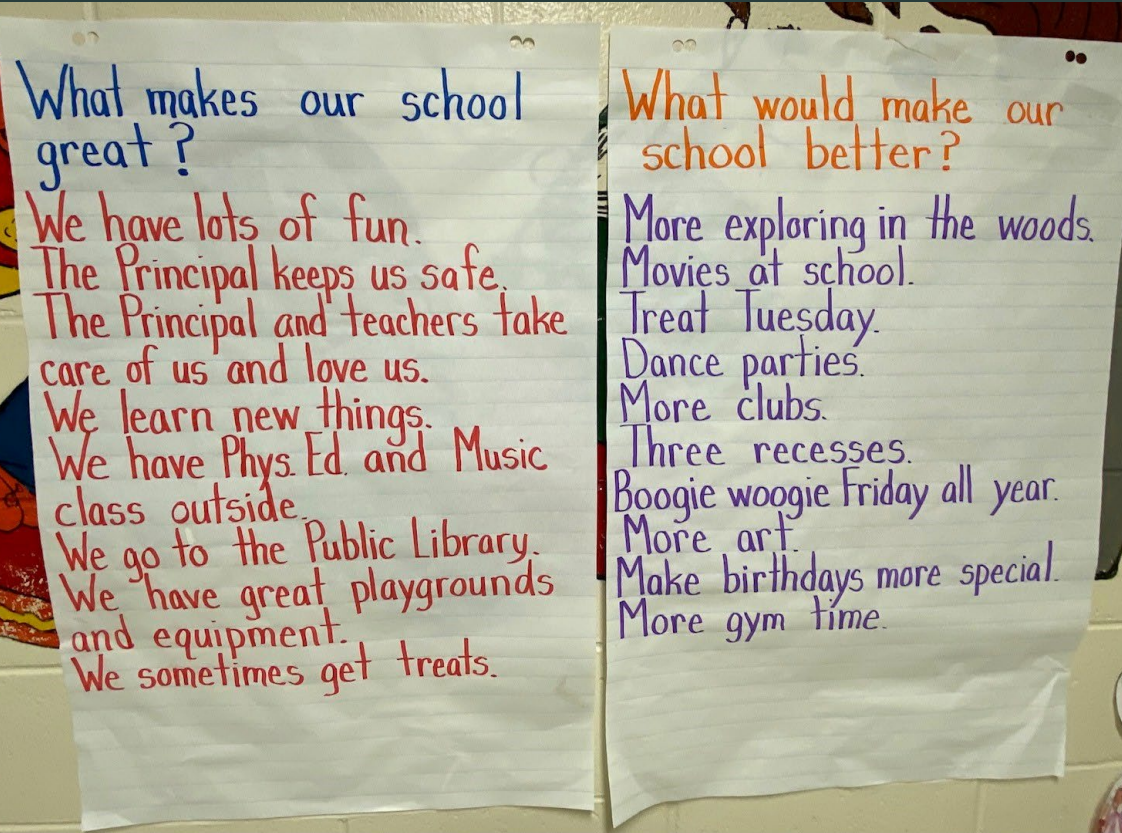 What makes our school
great?
We have lots of fun.
The Principal keeps us safe.
The Principal and teachers take
care of us and love us.
We learn new things.
We have Phys. Ed. and Music
class outside.
We go to the Public Library.
We have great playgrounds
and equipment.
We sometimes get treats.
What would make our
school better?
More exploring in the woods.
Movies at school.
Treat Tuesday.
Dance parties.
More clubs.
Three recesses.
Boogie woogie Friday all year.
More art.
Make birthdays more special.
More gym time.